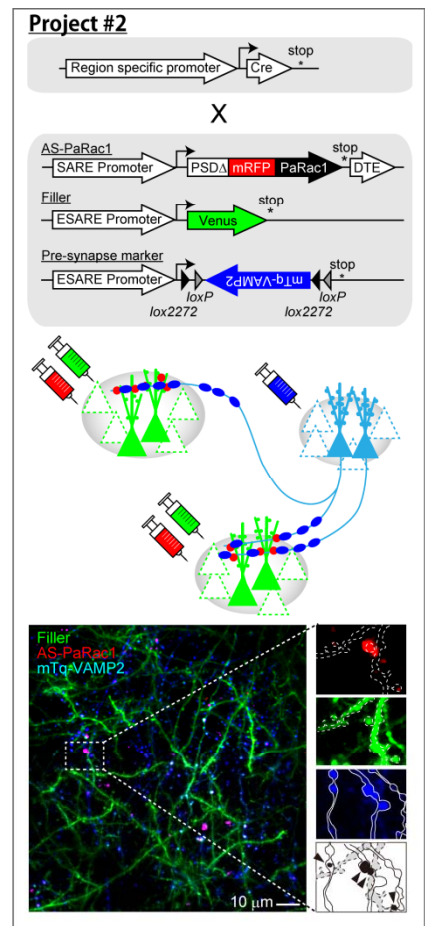 Project #2
stop
Region specific promoter
Cre
*
X
AS-PaRac1
stop
SARE Promoter
PSDΔ
mRFP
PaRac1
*
DTE
Filler
stop
ESARE Promoter
Venus
*
Pre-synapse marker
stop
ESARE Promoter
mTq-VAMP2
*
loxP
loxP
lox2272
lox2272
Filler
AS-PaRac1
mTq-VAMP2
10 μm